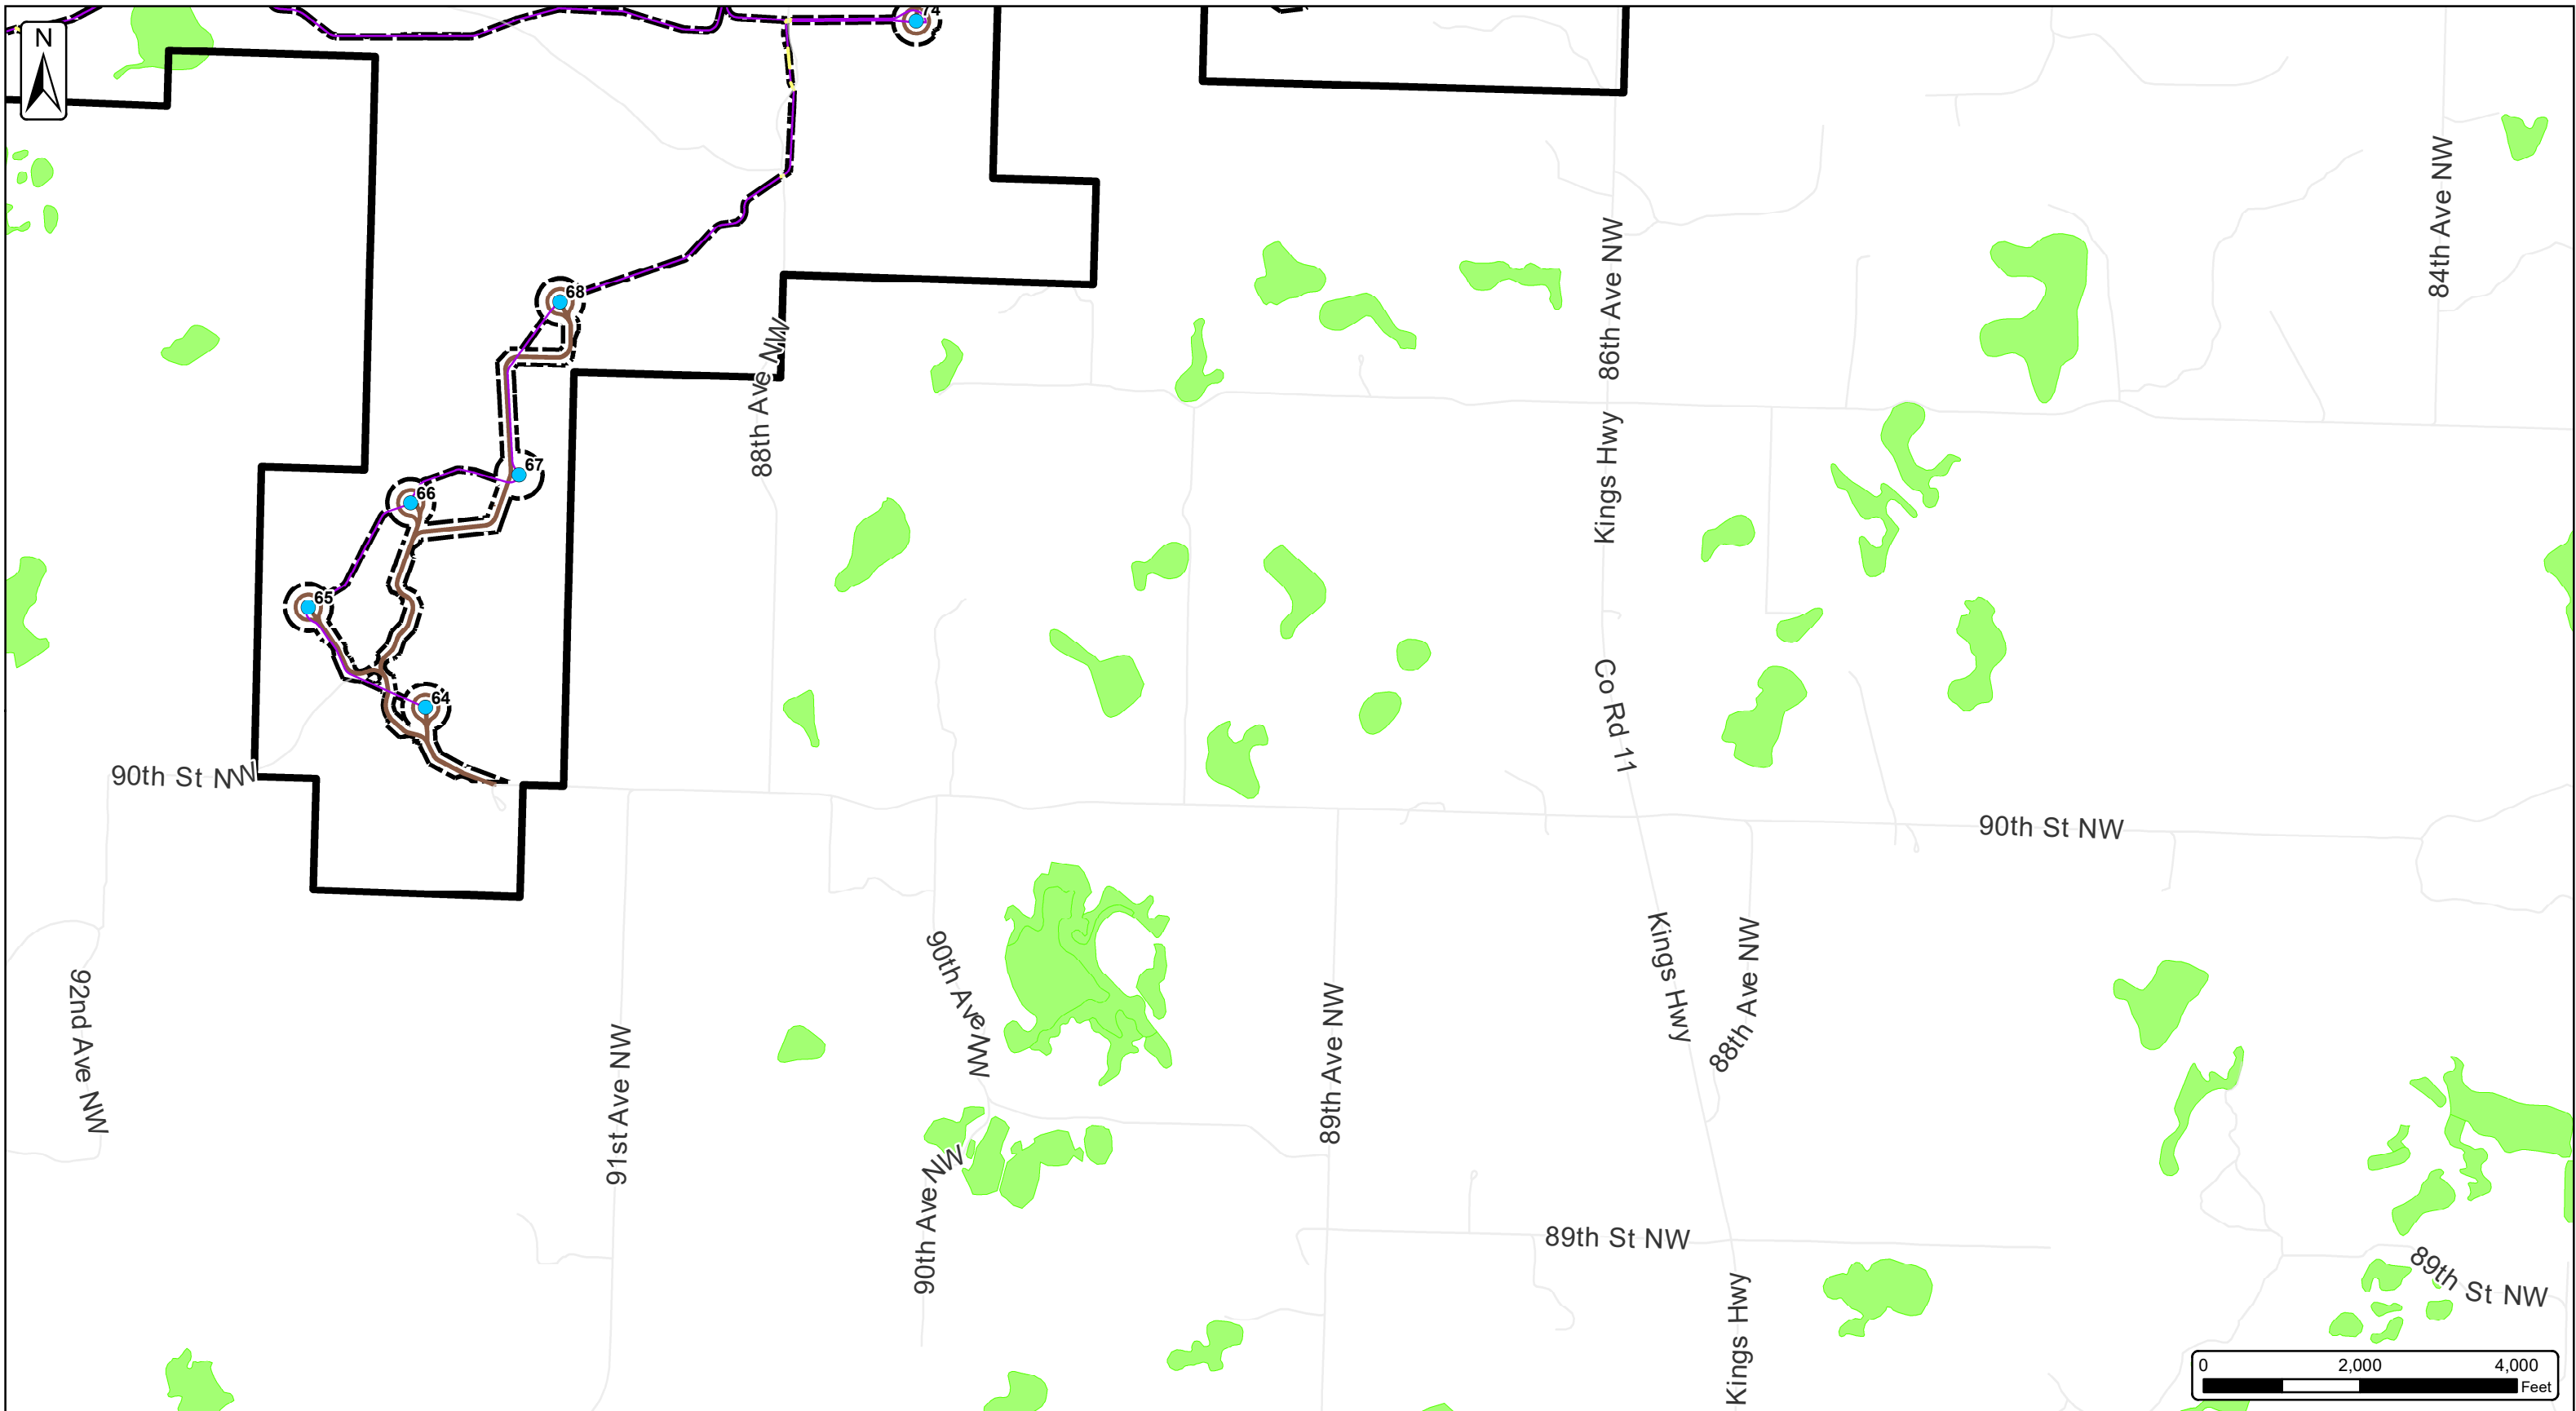 74
N
84th Ave NW
86th Ave NW
68
88th Ave NW
Kings Hwy
67
66
65
Co Rd 11
64
90th St NW
90th St NW
Kings Hwy
88th Ave NW
90th Ave NW
92nd Ave NW
89th Ave NW
91st Ave NW
90th Ave NW
89th St NW
89th St NW
Kings Hwy
0 2,000 4,000
Feet